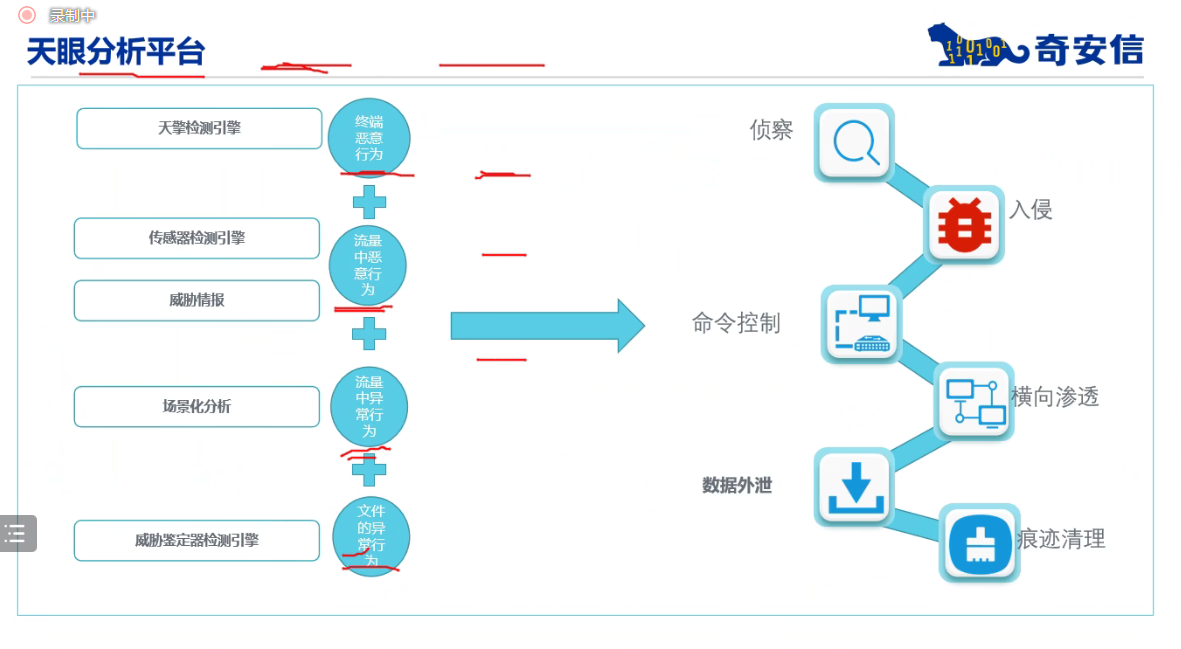 录制中
天眼分析平台
110101001
11
1
奇安信
天擎检测引擎
终端
恶意
行为
传感器检测引擎
威胁情报
流量
中恶
意行
为
场景化分析
流量
中异
常行
为
威胁鉴定器检测引擎
文件
的异
常行
为
侦察
入侵
命令控制
横向渗透
数据外泄
痕迹清理